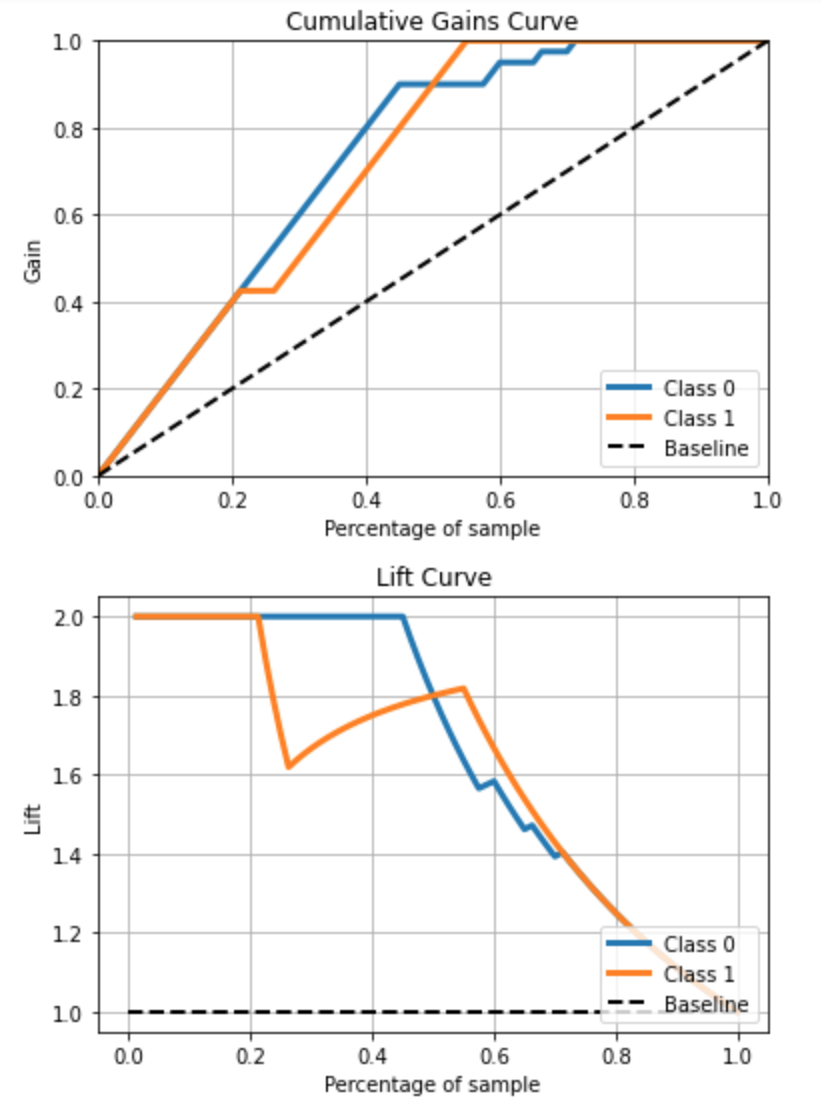 Cumulative Gains Curve
1.0
0.8
0.6
0.4
0.2
0.0
Gain
Class 0
Class 1
Baseline
0.0 0.2 0.4 0.6 0.8 1.0
Percentage of sample
Lift Curve
2.0
1.8
1.6
1.4
1.2
1.0
Lift
Class 0
Class 1
Baseline
0.0 0.2 0.4 0.6 0.8 1.0
Percentage of sample